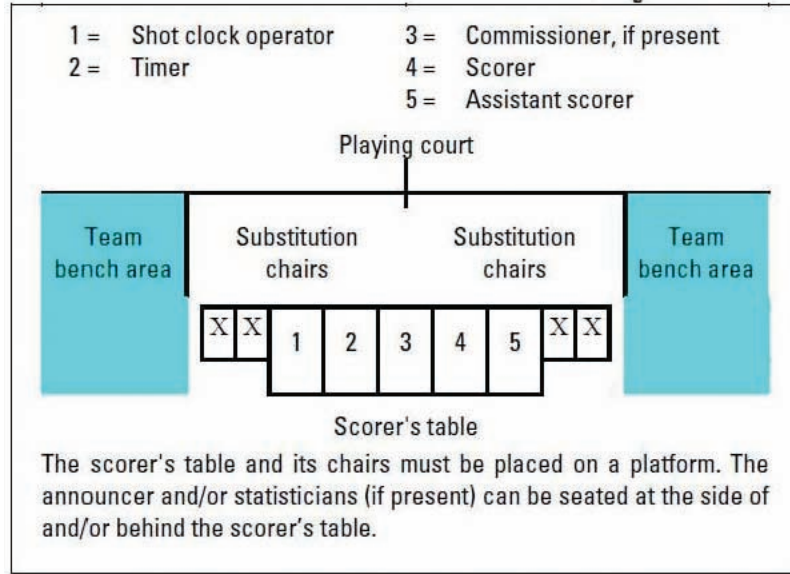 1 = Shot clock operator 3 = Commissioner, if present
2 = Timer 4 = Scorer
5 = Assistant scorer
Playing court
Team Substitution Substitution Team
bench area chairs chairs bench area
X X 1 2 3 4 5 X X
Scorer's table
The scorer's table and its chairs must be placed on a platform. The
announcer and/or statisticians (if present) can be seated at the side of
and/or behind the scorer's table.